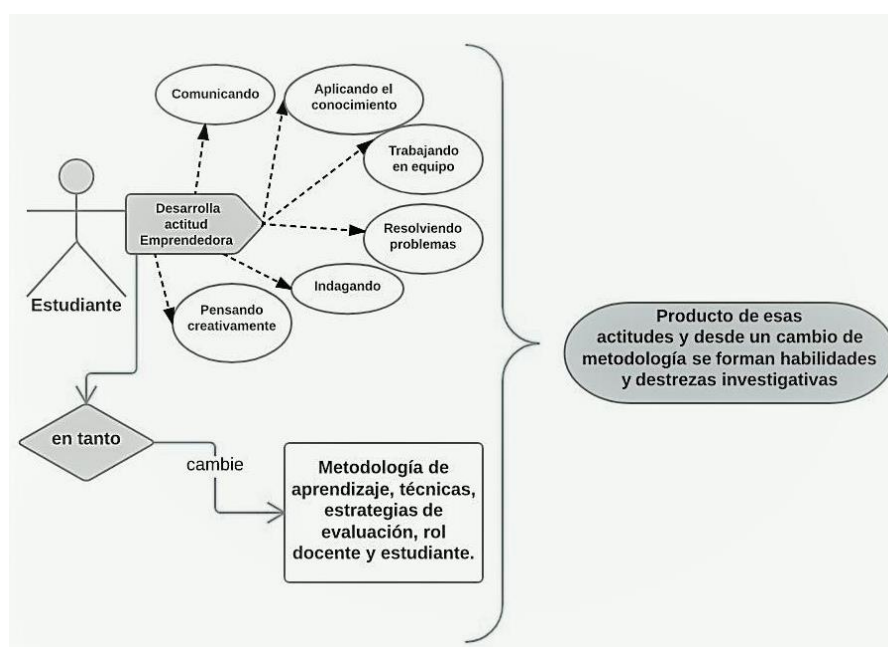 Comunicando
Aplicando el
conocimiento
Trabajando
en equipo
Desarrolla
actitud
Emprendedora
Resolviendo
problemas
Indagando
Estudiante
Pensando
creativamente
Producto de esas
actitudes y desde un cambio de
metodología se forman habilidades
y destrezas investigativas
en tanto
cambie
Metodología de
aprendizaje, técnicas,
estrategias de
evaluación, rol
docente y estudiante.